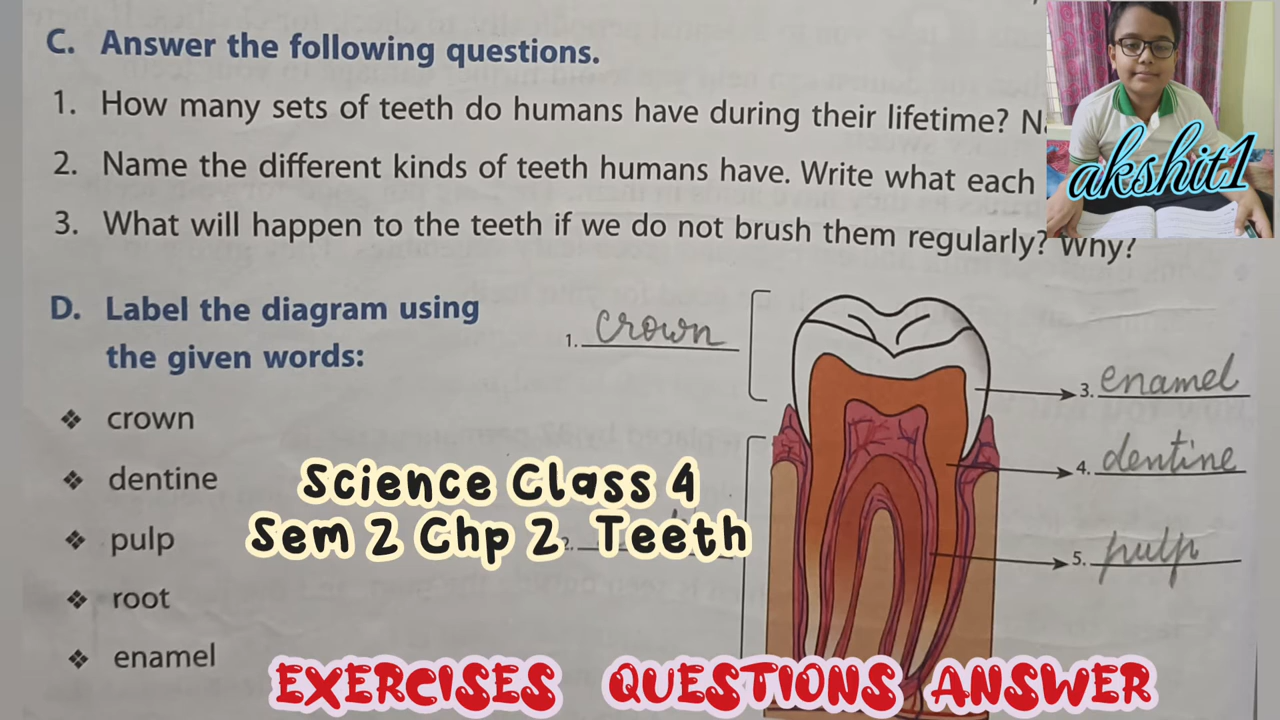 C. Answer the following questions.
1. How many sets of teeth do humans have during their lifetime?
2. Name the different kinds of teeth humans have. Write what each
3. What will happen to the teeth if we do not brush them regularly? Why?
akshit1
D. Label the diagram using
the given words:
❖ crown
❖ dentine
❖ pulp
❖ root
❖ enamel
1. crown
2.
3. enamel
4. dentine
5. pulp
Science Class 4
Sem 2 Chp 2 Teeth
EXERCISES QUESTIONS ANSWER